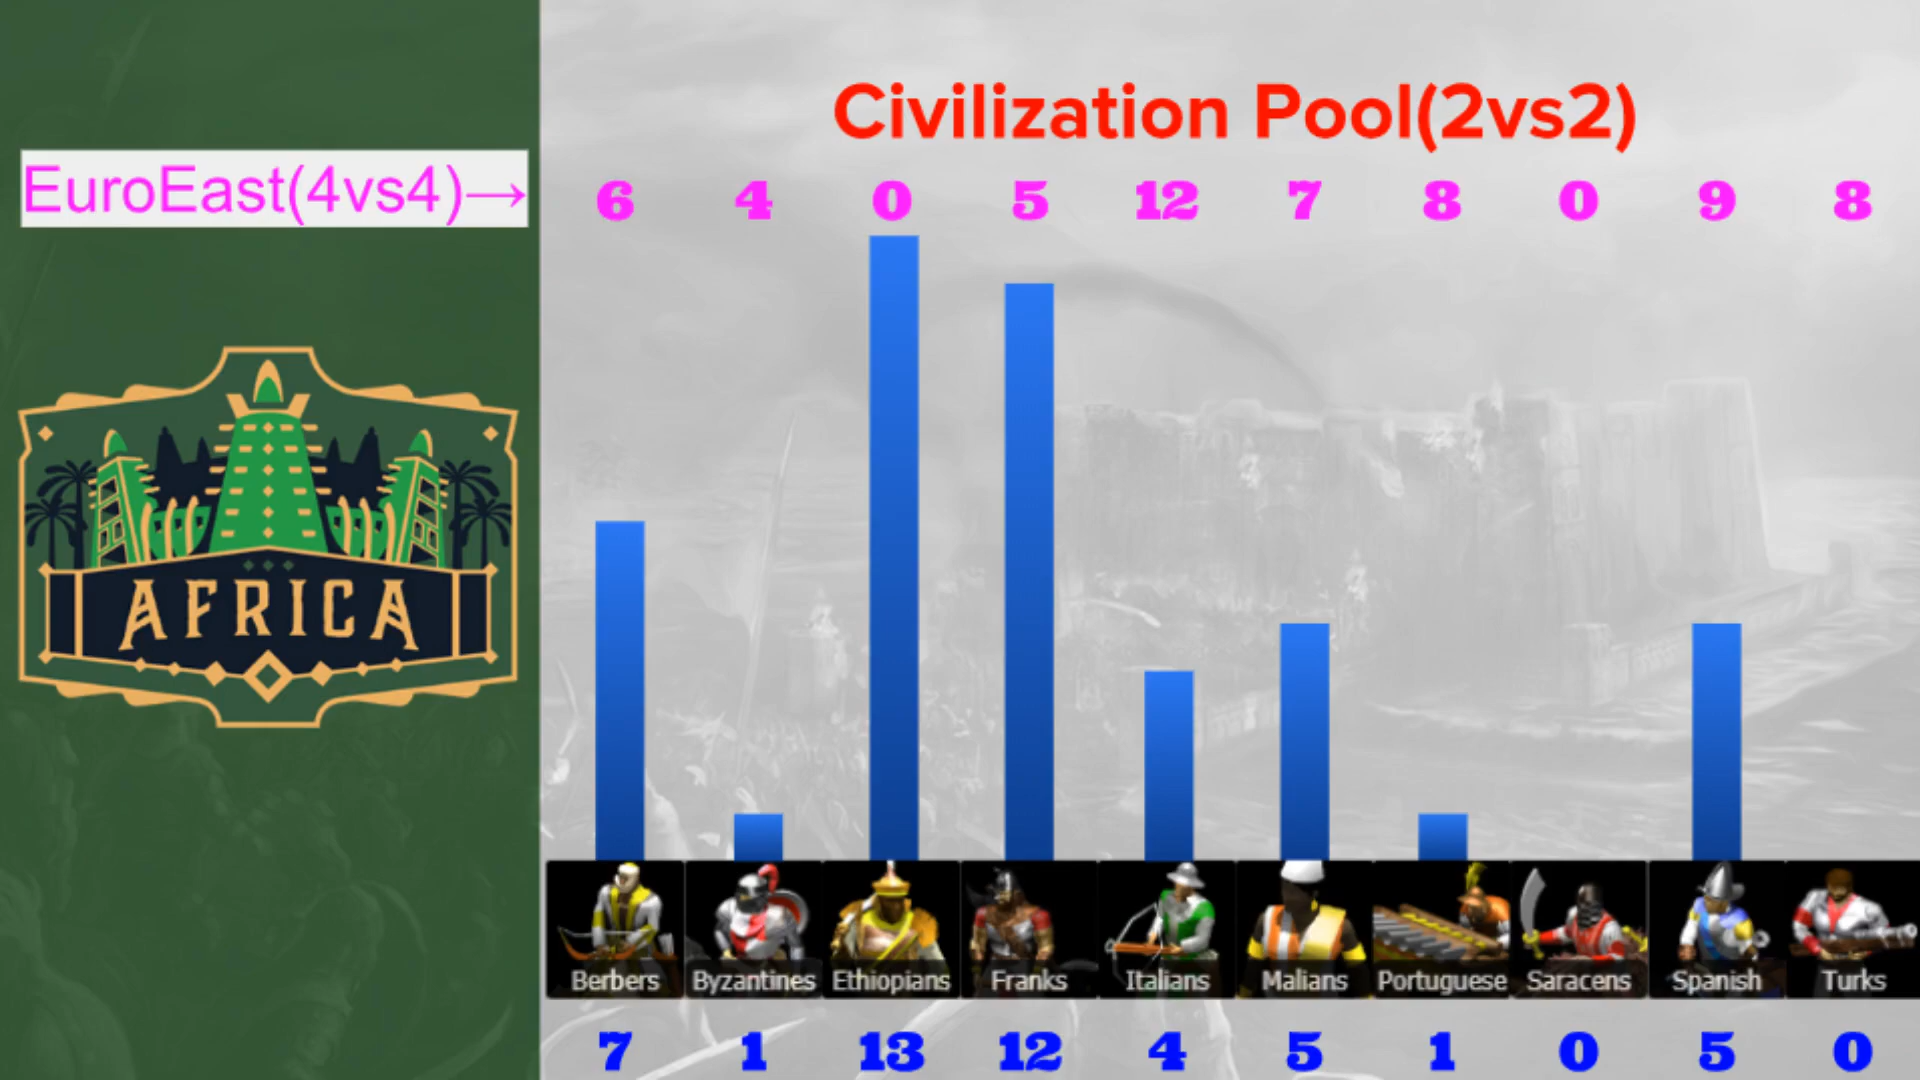 Civilization Pool(2vs2)
EuroEast(4vs4)→ 6 4 0 5 12 7 8 0 9 8
AFRICA
Berbers Byzantines Ethiopians Franks Italians Malians Portuguese Saracens Spanish Turks
7 1 13 12 4 5 1 0 5 0